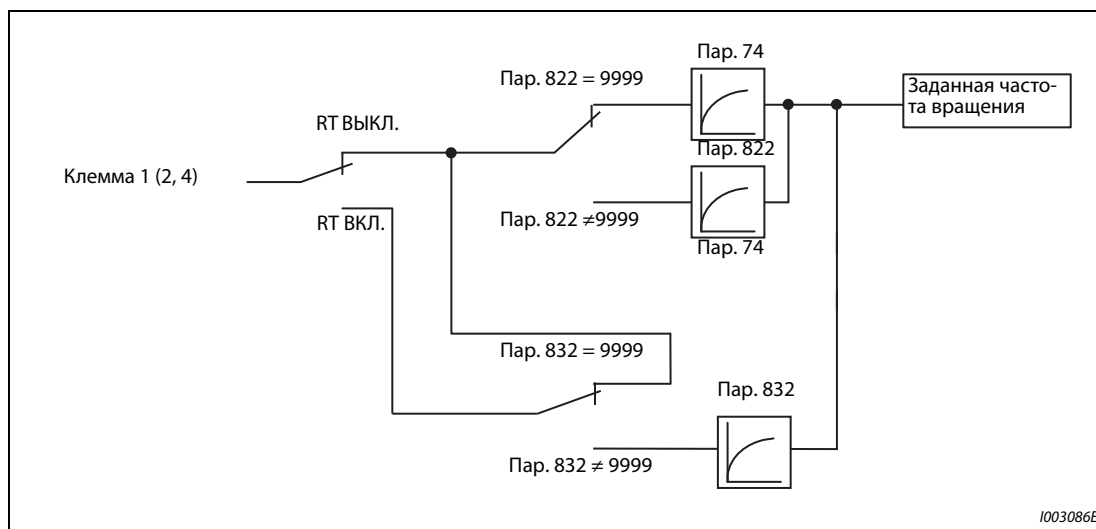 Пар. 74
Пар. 822 = 9999
Заданная часто-
та вращения
RT ВЫКЛ.
Пар. 822
Клемма 1 (2, 4)
RT ВКЛ.
Пар. 822 ≠9999
Пар. 74
Пар. 832 = 9999
Пар. 832
Пар. 832 ≠ 9999
I003086E